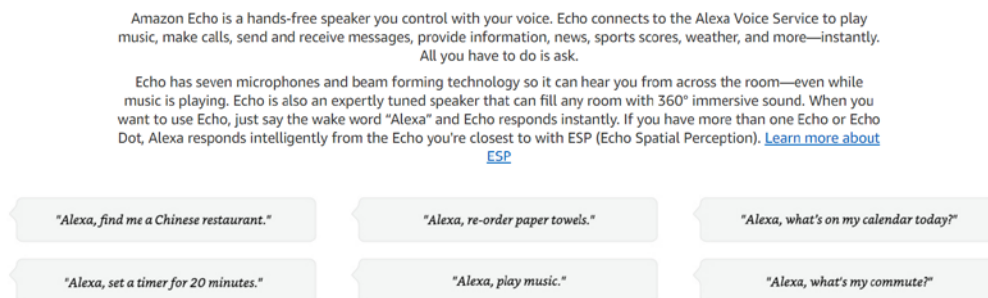 Amazon Echo is a hands-free speaker you control with your voice. Echo connects to the Alexa Voice Service to play
music, make calls, send and receive messages, provide information, news, sports scores, weather, and more—instantly.
All you have to do is ask.
Echo has seven microphones and beam forming technology so it can hear you from across the room—even while
music is playing. Echo is also an expertly tuned speaker that can fill any room with 360° immersive sound. When you
want to use Echo, just say the wake word “Alexa” and Echo responds instantly. If you have more than one Echo or Echo
Dot, Alexa responds intelligently from the Echo you're closest to with ESP (Echo Spatial Perception). Learn more about
ESP
"Alexa, find me a Chinese restaurant."
"Alexa, re-order paper towels."
"Alexa, what's on my calendar today?"
"Alexa, set a timer for 20 minutes."
"Alexa, play music."
"Alexa, what's my commute?"